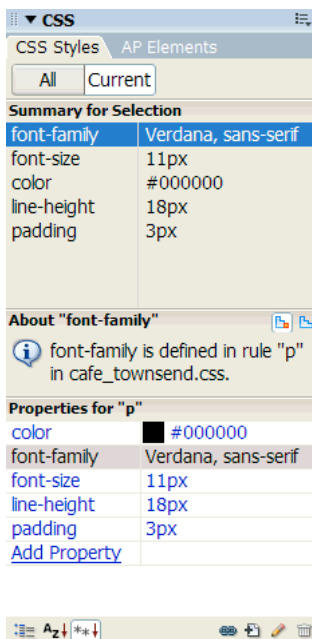 CSS
CSS Styles AP Elements
All Current
Summary for Selection
font-family Verdana, sans-serif
font-size 11px
color #000000
line-height 18px
padding 3px
About "font-family"
font-family is defined in rule "p"
in cafe_townsend.css.
Properties for "p"
color #000000
font-family Verdana, sans-serif
font-size 11px
line-height 18px
padding 3px
Add Property
AZ↓ **↓